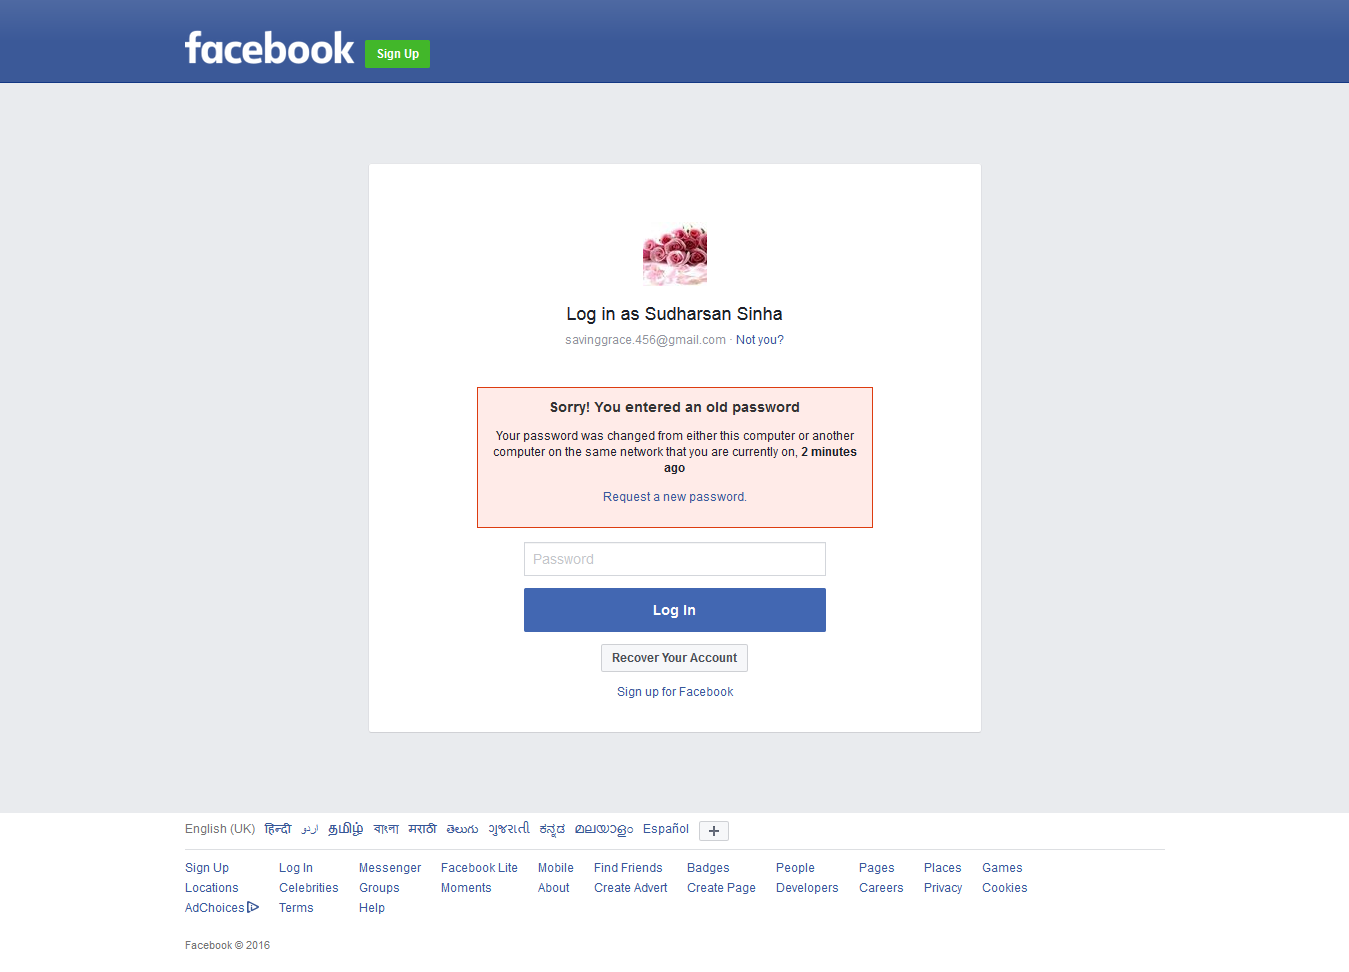 facebook
Sign Up
Log in as Sudharsan Sinha
savinggrace.456@gmail.com · Not you?
Sorry! You entered an old password
Your password was changed from either this computer or another
computer on the same network that you are currently on, 2 minutes
ago
Request a new password.
Password
Log In
Recover Your Account
Sign up for Facebook
English (UK) हिन्दी اردو தமிழ் বাংলা मराठी తెలుగు ગુજરાતી ಕನ್ನಡ മലയാളം Español +
Sign Up Log In Messenger Facebook Lite Mobile Find Friends Badges People Pages Places Games
Locations Celebrities Groups Moments About Create Advert Create Page Developers Careers Privacy Cookies
AdChoices Terms Help
Facebook © 2016